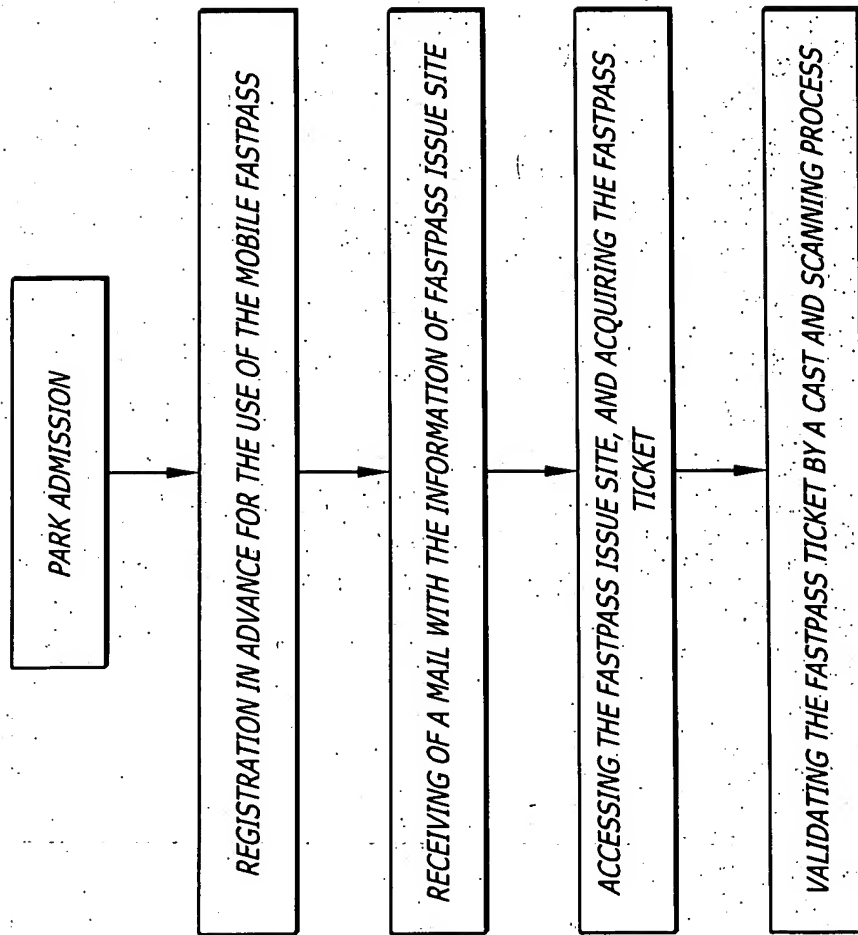 PARK ADMISSION
REGISTRATION IN ADVANCE FOR THE USE OF THE MOBILE FASTPASS
RECEIVING OF A MAIL WITH THE INFORMATION OF FASTPASS ISSUE SITE
ACCESSING THE FASTPASS ISSUE SITE, AND ACQUIRING THE FASTPASS
TICKET
VALIDATING THE FASTPASS TICKET BY A CAST AND SCANNING PROCESS